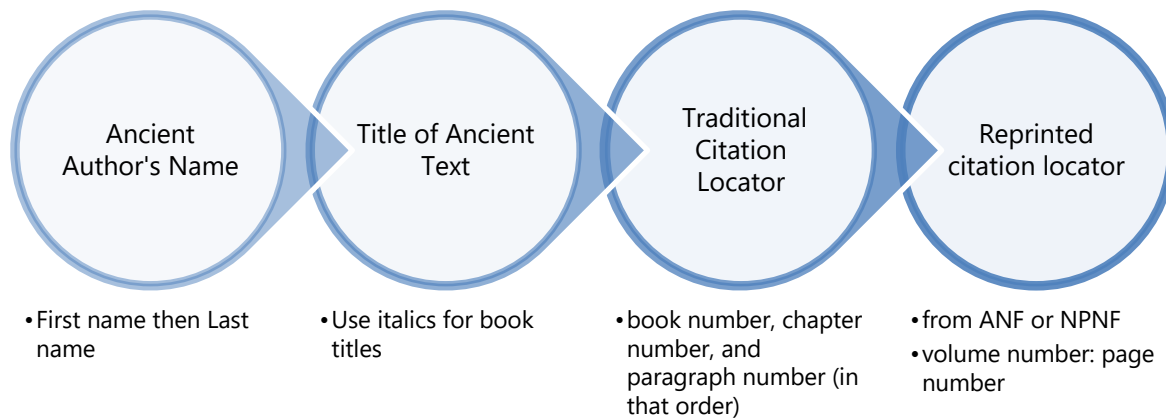 Ancient
Author's Name
Title of Ancient
Text
Traditional
Citation
Locator
Reprinted
citation locator
•First name then Last
name
•Use italics for book
titles
•book number, chapter
number, and
paragraph number (in
that order)
•from ANF or NPNF
•volume number: page
number